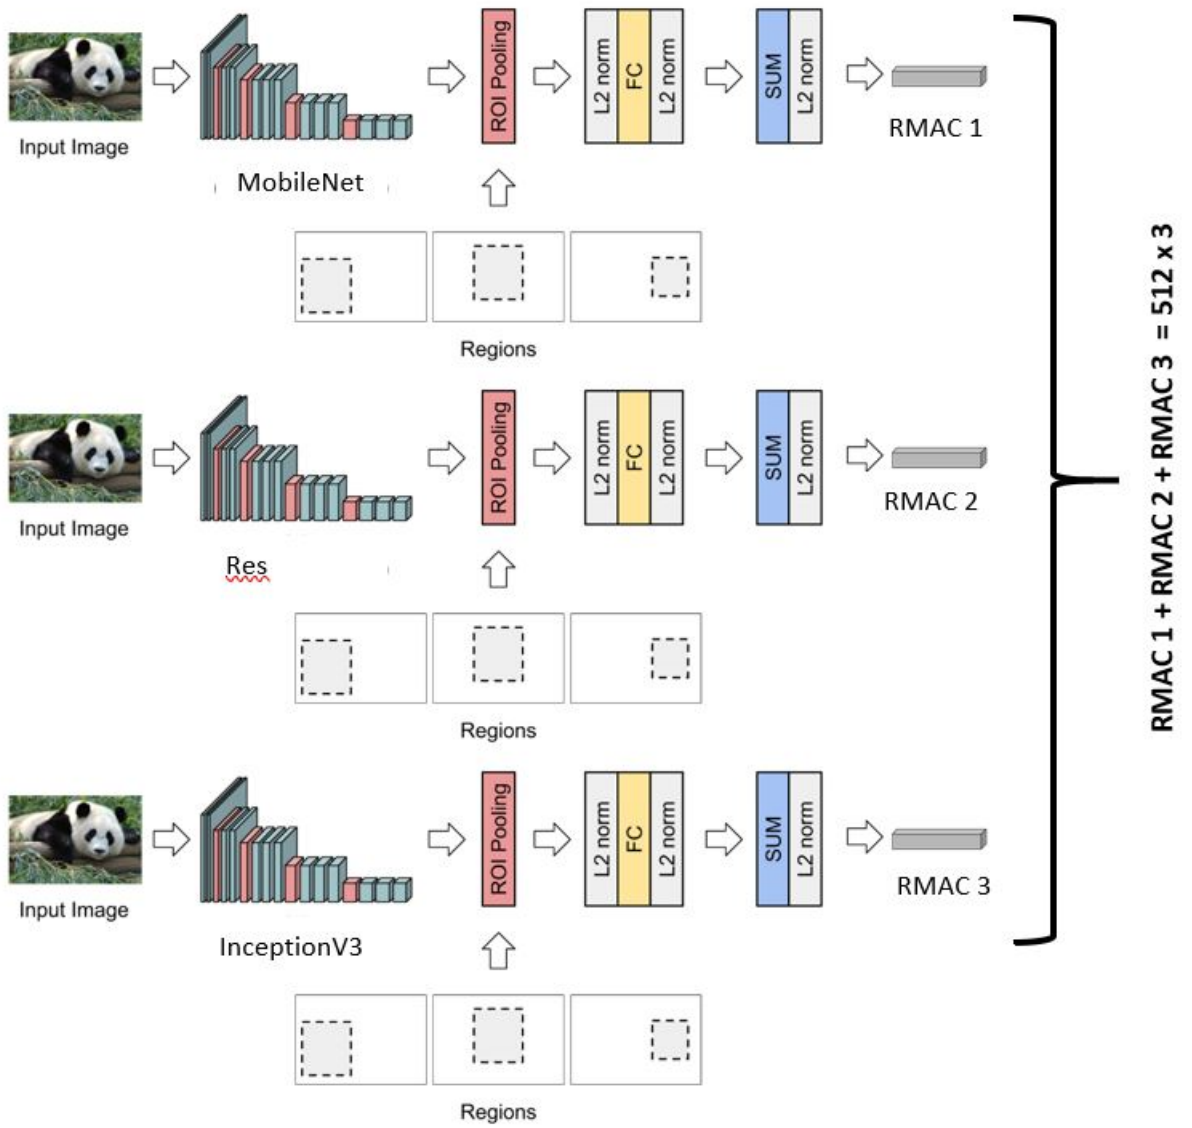 Input Image
MobileNet
ROI Pooling
L2 norm
FC
L2 norm
SUM
L2 norm
RMAC 1
Regions
Input Image
Res
ROI Pooling
L2 norm
FC
L2 norm
SUM
L2 norm
RMAC 2
Regions
Input Image
InceptionV3
ROI Pooling
L2 norm
FC
L2 norm
SUM
L2 norm
RMAC 3
Regions
RMAC 1 + RMAC 2 + RMAC 3 = 512 x 3